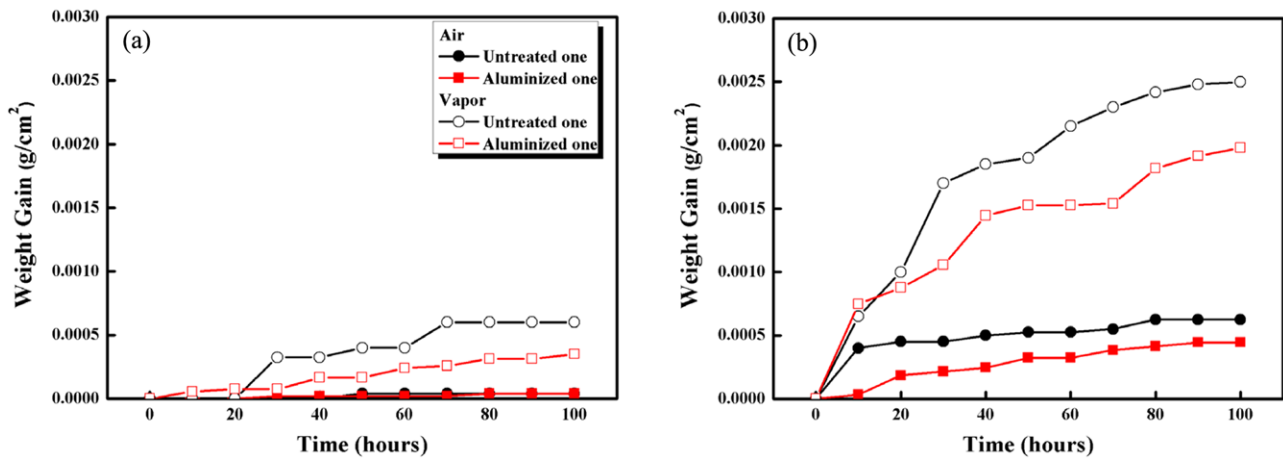 (a)
Air
Untreated one
Aluminized one
Vapor
Untreated one
Aluminized one
0.0030
0.0025
0.0020
0.0015
0.0010
0.0005
0.0000
Weight Gain (g/cm²)
0 20 40 60 80 100
Time (hours)
(b)
0.0030
0.0025
0.0020
0.0015
0.0010
0.0005
0.0000
Weight Gain (g/cm²)
0 20 40 60 80 100
Time (hours)